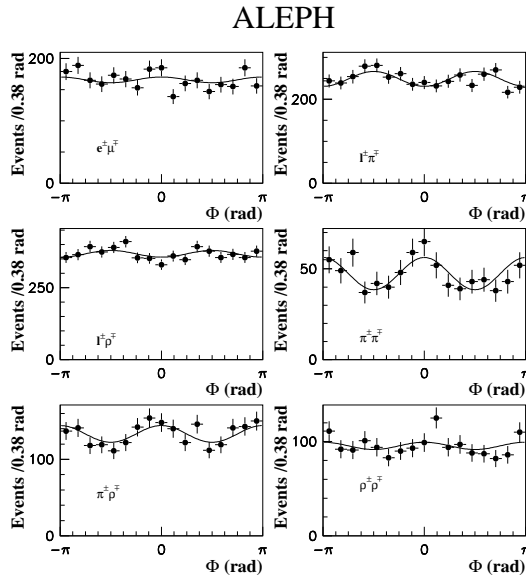 ALEPH
Events /0.38 rad
200
0
e±μ∓
−π
0
π
Φ (rad)
Events /0.38 rad
200
0
l±π∓
−π
0
π
Φ (rad)
Events /0.38 rad
250
0
l±ρ∓
−π
0
π
Φ (rad)
Events /0.38 rad
50
0
π±π∓
−π
0
π
Φ (rad)
Events /0.38 rad
100
0
π±ρ∓
−π
0
π
Φ (rad)
Events /0.38 rad
100
0
ρ±ρ∓
−π
0
π
Φ (rad)